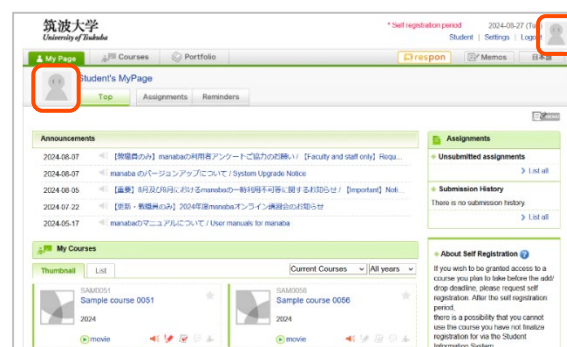 筑波大学
University of Tsukuba
* Self registration period 2024-08-27 (Tue)
Student | Settings | Logout
My Page Courses Portfolio respon Memos 日本語
Student's MyPage
Top Assignments Reminders
Announcements
2024-08-07 【教職員のみ】manabaの利用者アンケートご協力のお願い / 【Faculty and staff only】Requ...
2024-08-07 manaba のバージョンアップについて / System Upgrade Notice
2024-08-05 【重要】8月及び9月におけるmanabaの一時利用不可等に関するお知らせ / 【Important】Noti...
2024-07-22 【更新・教職員のみ】2024年度manabaオンライン講習会のお知らせ
2024-05-17 manabaのマニュアルについて / User manuals for manaba
Assignments
Unsubmitted assignments
List all
Submission History
There is no submission history.
List all
My Courses
Thumbnail List Current Courses All years
SAM0051
Sample course 0051
2024
movie
SAM0056
Sample course 0056
2024
movie
About Self Registration
If you wish to be granted access to a
course you plan to take before the add/
drop deadline, please request self
registration. After the self registration
period,
there is a possibility that you cannot
use the course you have not finalize
registration for via the Student
Information System